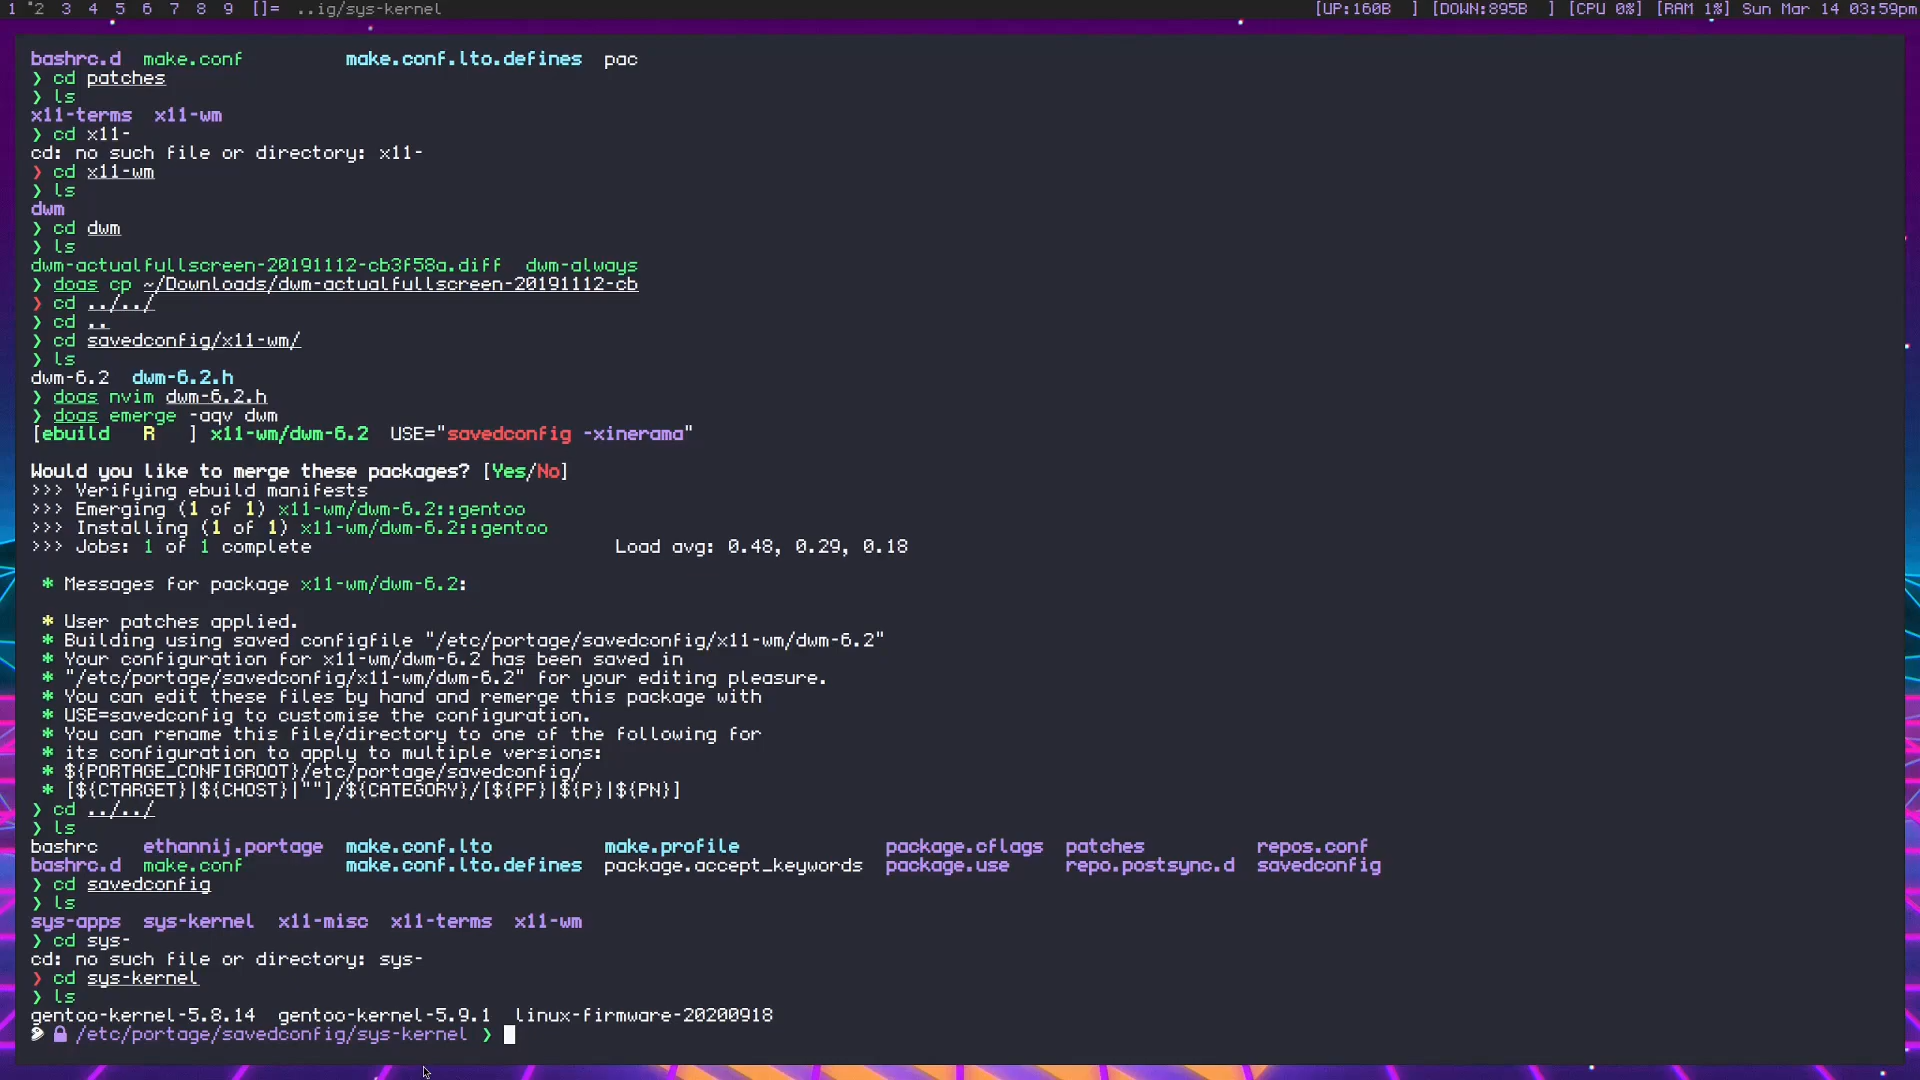 1 "2 3 4 5 6 7 8 9 []= ..ig/sys-kernel [UP:160B ] [DOWN:895B ] [CPU 0%] [RAM 1%] Sun Mar 14 03:59pm
bashrc.d make.conf make.conf.lto.defines pac
❯ cd patches
❯ ls
x11-terms x11-wm
❯ cd x11-
cd: no such file or directory: x11-
❯ cd x11-wm
❯ ls
dwm
❯ cd dwm
❯ ls
dwm-actualfullscreen-20191112-cb3f58a.diff dwm-always
❯ doas cp ~/Downloads/dwm-actualfullscreen-20191112-cb
❯ cd ../../
❯ cd ..
❯ cd savedconfig/x11-wm/
❯ ls
dwm-6.2 dwm-6.2.h
❯ doas nvim dwm-6.2.h
❯ doas emerge -aqv dwm
[ebuild R ] x11-wm/dwm-6.2 USE="savedconfig -xinerama"
Would you like to merge these packages? [Yes/No]
>>> Verifying ebuild manifests
>>> Emerging (1 of 1) x11-wm/dwm-6.2::gentoo
>>> Installing (1 of 1) x11-wm/dwm-6.2::gentoo
>>> Jobs: 1 of 1 complete Load avg: 0.48, 0.29, 0.18
* Messages for package x11-wm/dwm-6.2:
* User patches applied.
* Building using saved configfile "/etc/portage/savedconfig/x11-wm/dwm-6.2"
* Your configuration for x11-wm/dwm-6.2 has been saved in
* "/etc/portage/savedconfig/x11-wm/dwm-6.2" for your editing pleasure.
* You can edit these files by hand and remerge this package with
* USE=savedconfig to customise the configuration.
* You can rename this file/directory to one of the following for
* its configuration to apply to multiple versions:
* ${PORTAGE_CONFIGROOT}/etc/portage/savedconfig/
* [${CTARGET}|${CHOST}|""]/${CATEGORY}/[${PF}|${P}|${PN}]
❯ cd ../../
❯ ls
bashrc ethannij.portage make.conf.lto make.profile package.cflags patches repos.conf
bashrc.d make.conf make.conf.lto.defines package.accept_keywords package.use repo.postsync.d savedconfig
❯ cd savedconfig
❯ ls
sys-apps sys-kernel x11-misc x11-terms x11-wm
❯ cd sys-
cd: no such file or directory: sys-
❯ cd sys-kernel
❯ ls
gentoo-kernel-5.8.14 gentoo-kernel-5.9.1 linux-firmware-20200918
/etc/portage/savedconfig/sys-kernel ❯